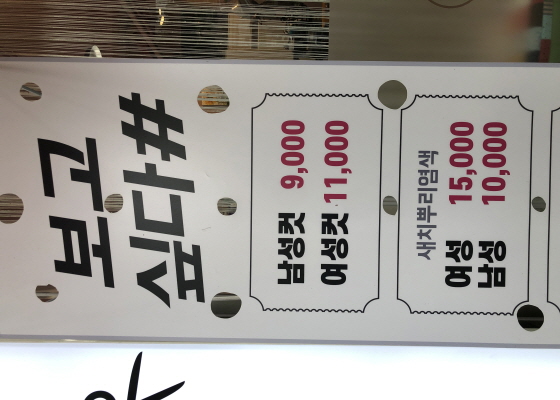 보고
싶다#
남성컷 9,000
여성컷 11,000
새치뿌리염색
여성 15,000
남성 10,000